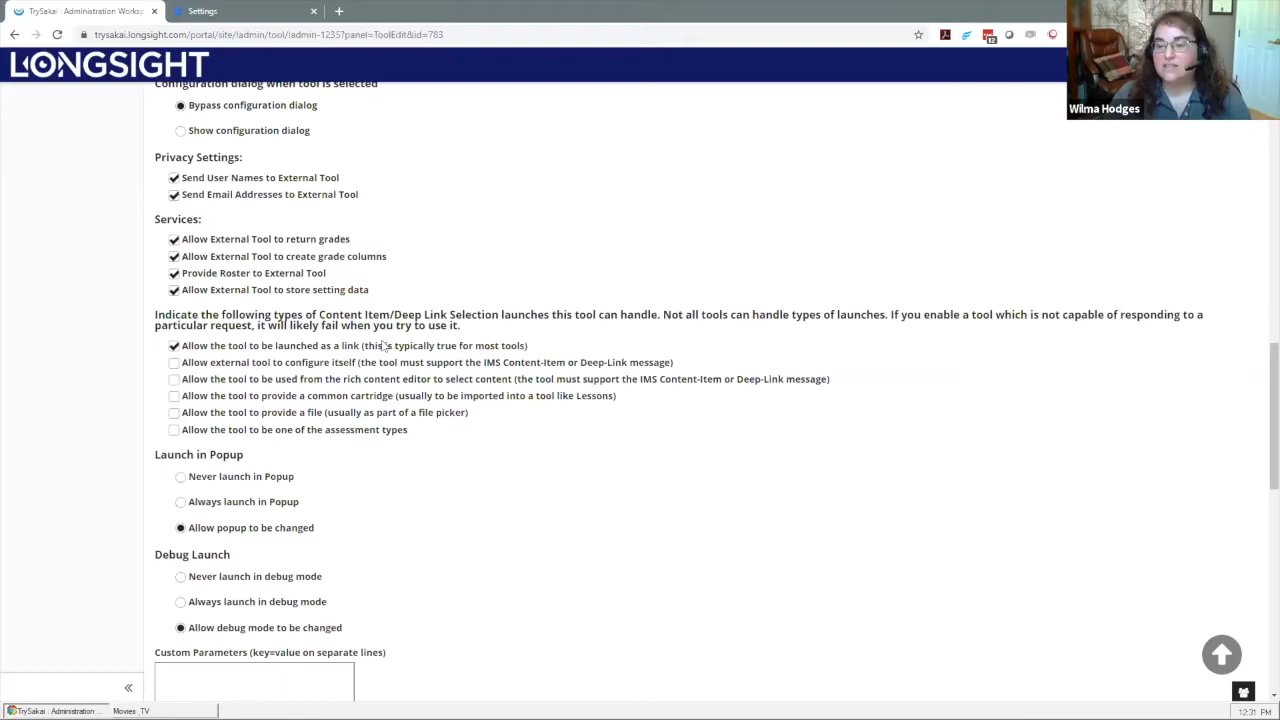 TrySakai : Administration Worksp
Settings
trysakai.longsight.com/portal/site/!admin/tool/!admin-1235?panel=ToolEdit&id=783
12
LONGSIGHT
Wilma Hodges
Configuration dialog when tool is selected
Bypass configuration dialog
Show configuration dialog
Privacy Settings:
Send User Names to External Tool
Send Email Addresses to External Tool
Services:
Allow External Tool to return grades
Allow External Tool to create grade columns
Provide Roster to External Tool
Allow External Tool to store setting data
Indicate the following types of Content Item/Deep Link Selection launches this tool can handle. Not all tools can handle types of launches. If you enable a tool which is not capable of responding to a
particular request, it will likely fail when you try to use it.
Allow the tool to be launched as a link (this is typically true for most tools)
Allow external tool to configure itself (the tool must support the IMS Content-Item or Deep-Link message)
Allow the tool to be used from the rich content editor to select content (the tool must support the IMS Content-Item or Deep-Link message)
Allow the tool to provide a common cartridge (usually to be imported into a tool like Lessons)
Allow the tool to provide a file (usually as part of a file picker)
Allow the tool to be one of the assessment types
Launch in Popup
Never launch in Popup
Always launch in Popup
Allow popup to be changed
Debug Launch
Never launch in debug mode
Always launch in debug mode
Allow debug mode to be changed
Custom Parameters (key=value on separate lines)
TrySakai : Administration ...
Movies _TV
12:31 PM